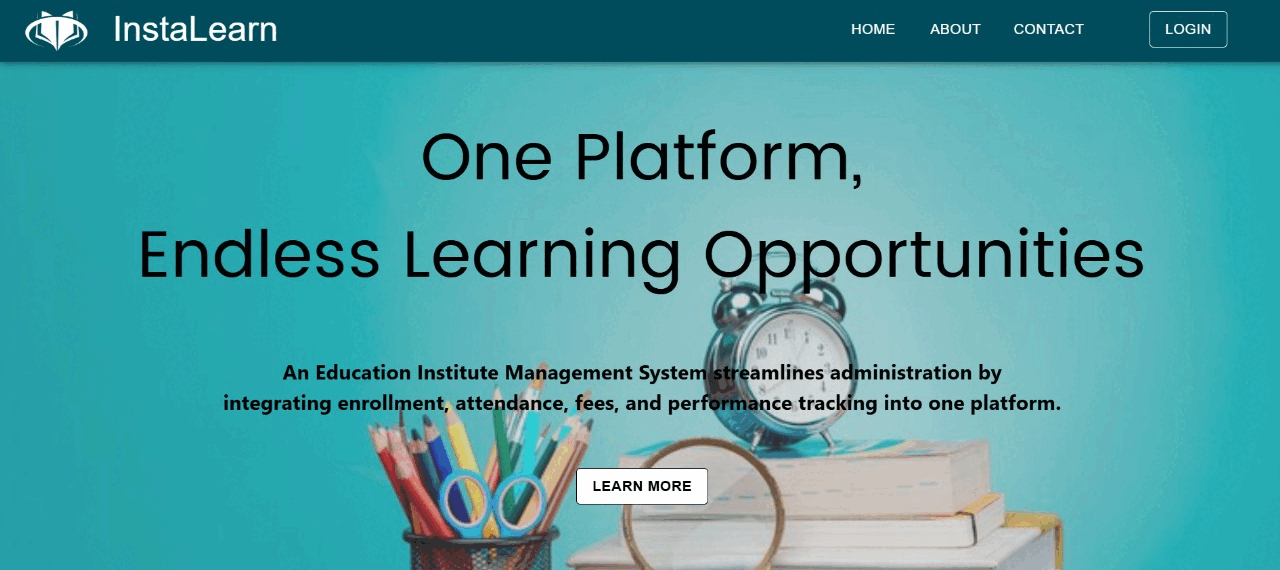 InstaLearn
HOME ABOUT CONTACT LOGIN
One Platform,
Endless Learning Opportunities
An Education Institute Management System streamlines administration by
integrating enrollment, attendance, fees, and performance tracking into one platform.
LEARN MORE